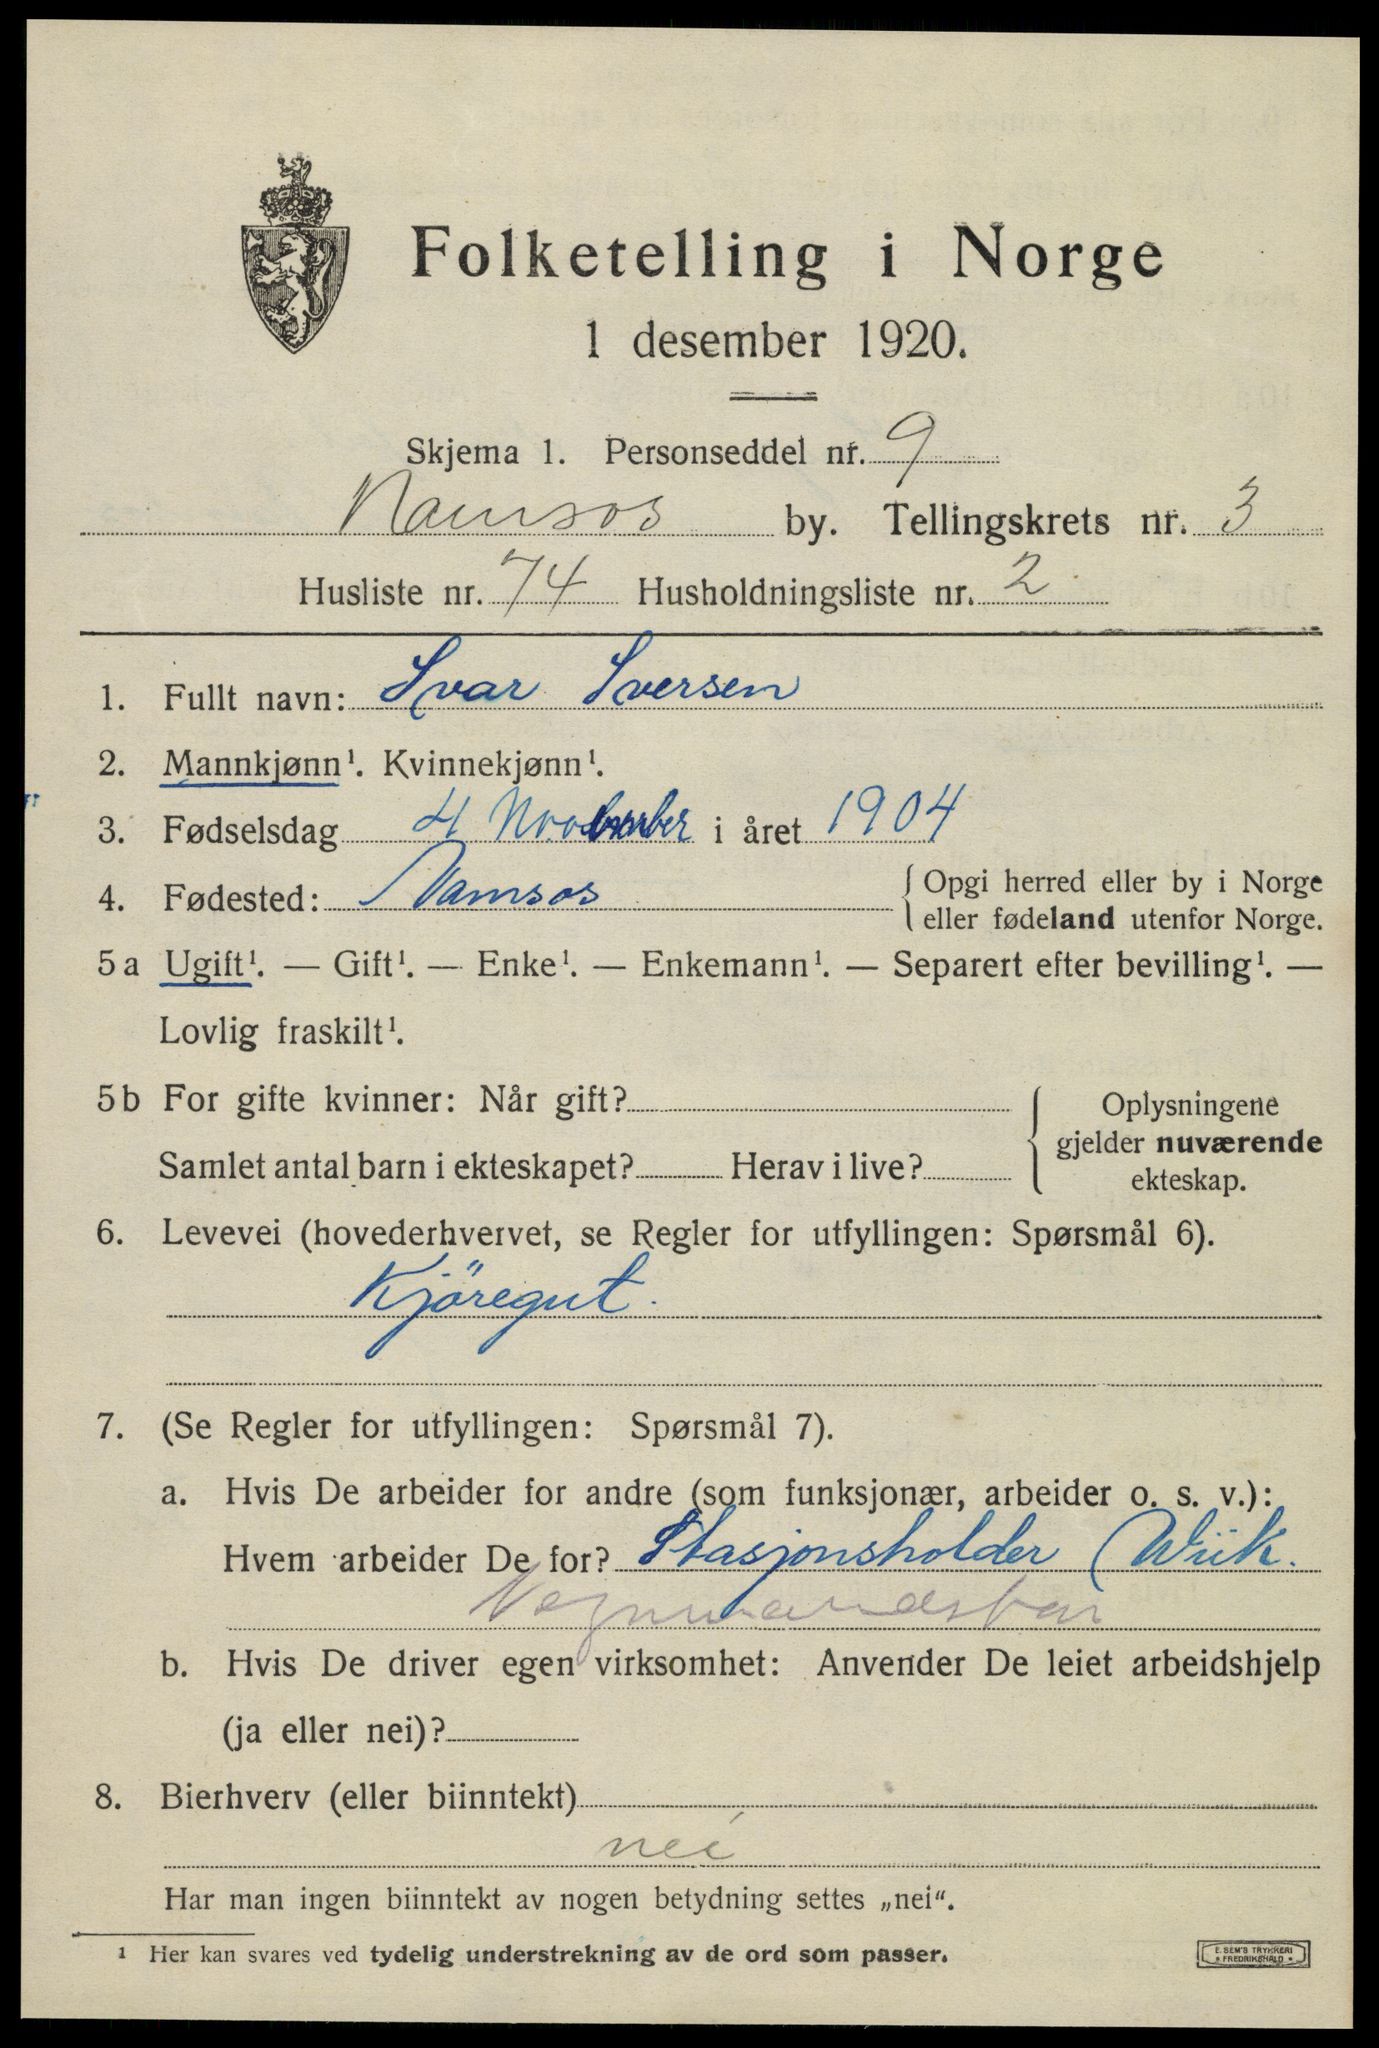 Folketelling i Norge
1 desember 1920.
Skjema 1. Personseddel nr. 9
Namsos by. Tellingskrets nr. 3
Husliste nr. 74 Husholdningsliste nr. 2
1. Fullt navn: Ivar Iversen
2. Mannkjønn¹. Kvinnekjønn¹.
3. Fødselsdag 4 November i året 1904
4. Fødested: Namsos { Opgi herred eller by i Norge
eller fødeland utenfor Norge.
5a Ugift¹. — Gift¹. — Enke¹. — Enkemann¹. — Separert efter bevilling¹. —
Lovlig fraskilt¹.
5b For gifte kvinner: Når gift? { Oplysningene
gjelder nuværende
ekteskap.
Samlet antal barn i ekteskapet? Herav i live?
6. Levevei (hovederhvervet, se Regler for utfyllingen: Spørsmål 6).
Kjöregut.
7. (Se Regler for utfyllingen: Spørsmål 7).
a. Hvis De arbeider for andre (som funksjonær, arbeider o. s. v.):
Hvem arbeider De for? Stasjonsholder Wiik.
b. Hvis De driver egen virksomhet: Anvender De leiet arbeidshjelp
(ja eller nei)?
8. Bierhverv (eller biinntekt)
nei
Har man ingen biinntekt av nogen betydning settes „nei“.
¹ Her kan svares ved tydelig understrekning av de ord som passer.
E. SEM'S TRYKKERI
* FREDRIKSHALD *